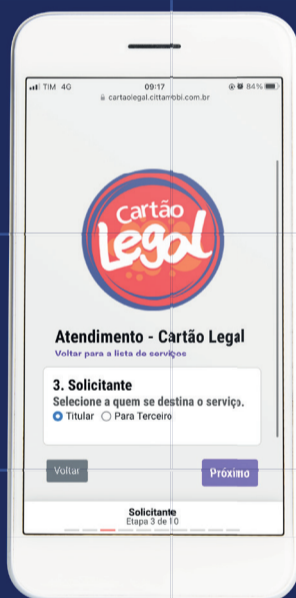 TIM 4G 09:17 84%
cartaolegal.cittamobi.com.br
Cartão
Legal
Atendimento - Cartão Legal
Voltar para a lista de serviços
3. Solicitante
Selecione a quem se destina o serviço.
Titular Para Terceiro
Voltar Próximo
Solicitante
Etapa 3 de 10